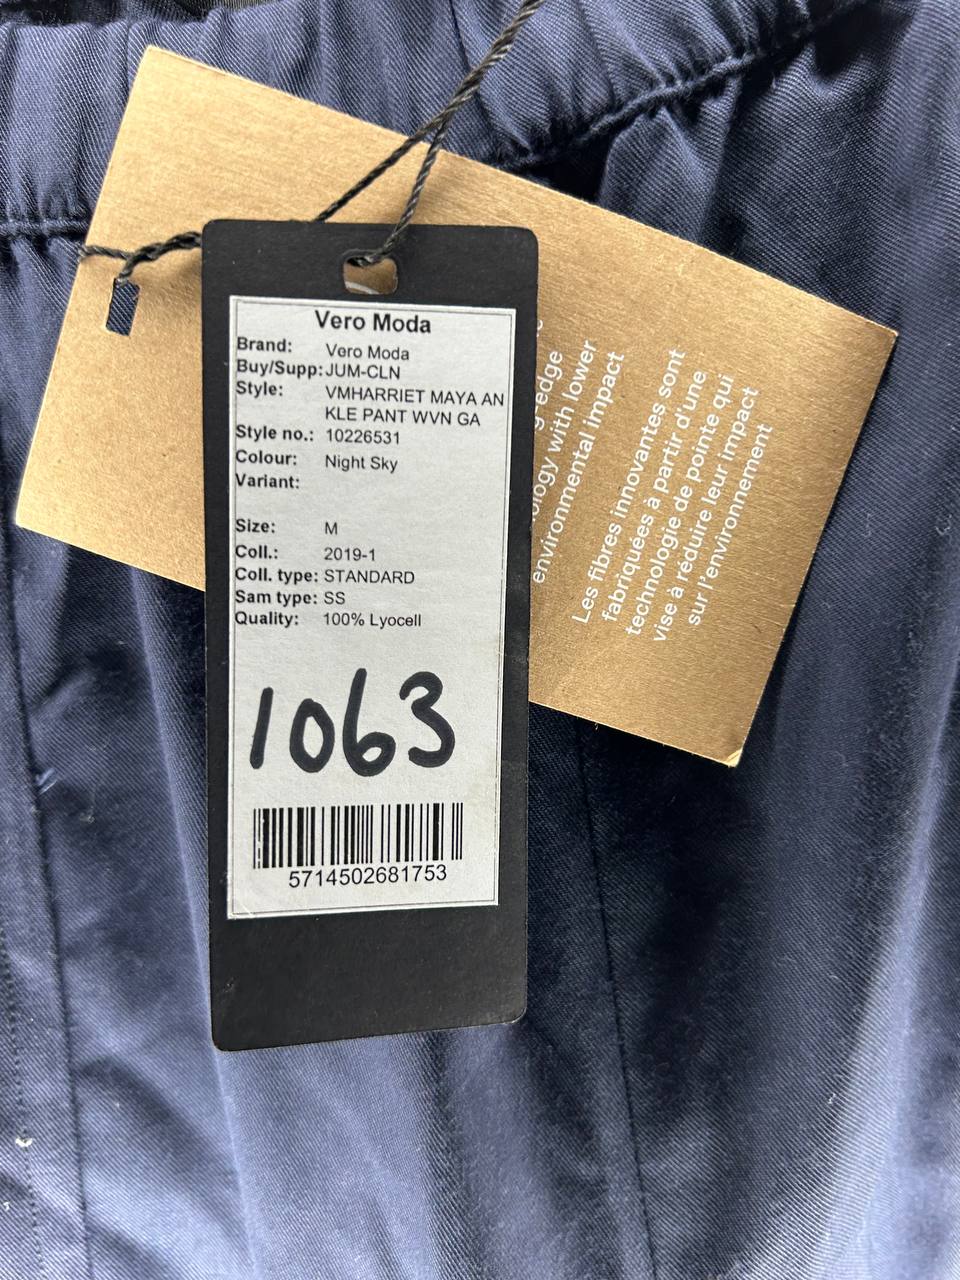 Vero Moda
Brand: Vero Moda
Buy/Supp: JUM-CLN
Style: VMHARRIET MAYA AN
KLE PANT WVN GA
Style no.: 10226531
Colour: Night Sky
Variant:
Size: M
Coll.: 2019-1
Coll. type: STANDARD
Sam type: SS
Quality: 100% Lyocell
1063
5714502681753
edge
with lower
environmental impact
Les fibres innovantes sont
fabriquées à partir d'une
technologie de pointe qui
vise à réduire leur impact
sur l'environnement